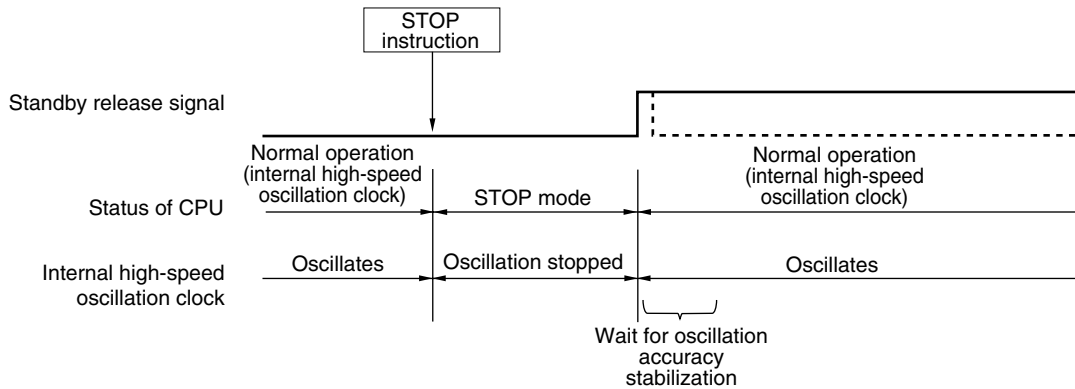 STOP
instruction
Standby release signal
Normal operation
(internal high-speed
oscillation clock)
Normal operation
(internal high-speed
oscillation clock)
Status of CPU
STOP mode
Internal high-speed
oscillation clock
Oscillates
Oscillation stopped
Oscillates
Wait for oscillation
accuracy
stabilization